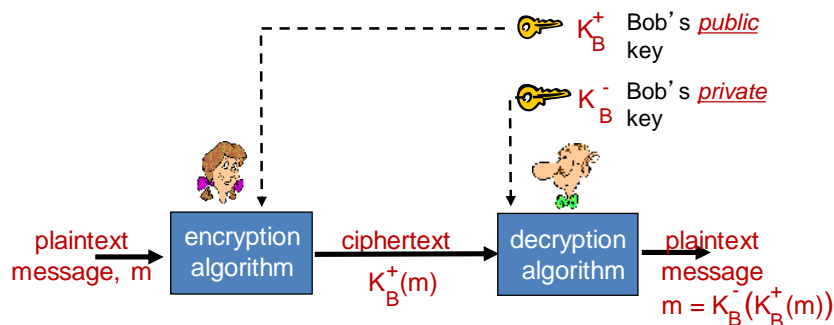 K_B^+ Bob's public
key
K_B^- Bob's private
key
plaintext
message, m
encryption
algorithm
ciphertext
K_B^+(m)
decryption
algorithm
plaintext
message
m = K_B^-(K_B^+(m))